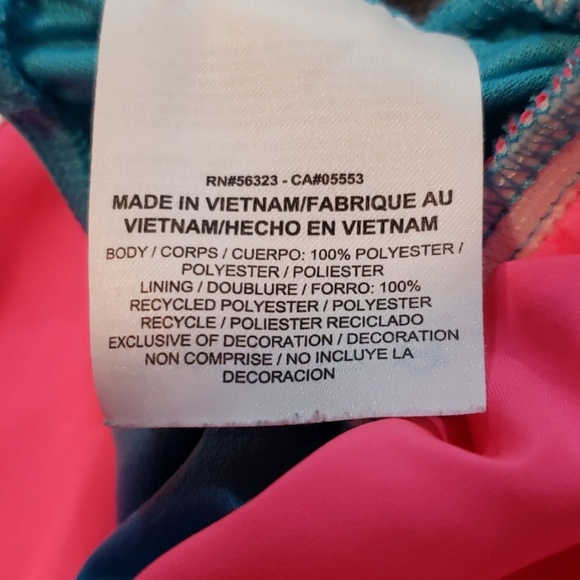 RN#56323 - CA#05553
MADE IN VIETNAM/FABRIQUE AU
VIETNAM/HECHO EN VIETNAM
BODY / CORPS / CUERPO: 100% POLYESTER /
POLYESTER / POLIESTER
LINING / DOUBLURE / FORRO: 100%
RECYCLED POLYESTER / POLYESTER
RECYCLE / POLIESTER RECICLADO
EXCLUSIVE OF DECORATION / DECORATION
NON COMPRISE / NO INCLUYE LA
DECORACION